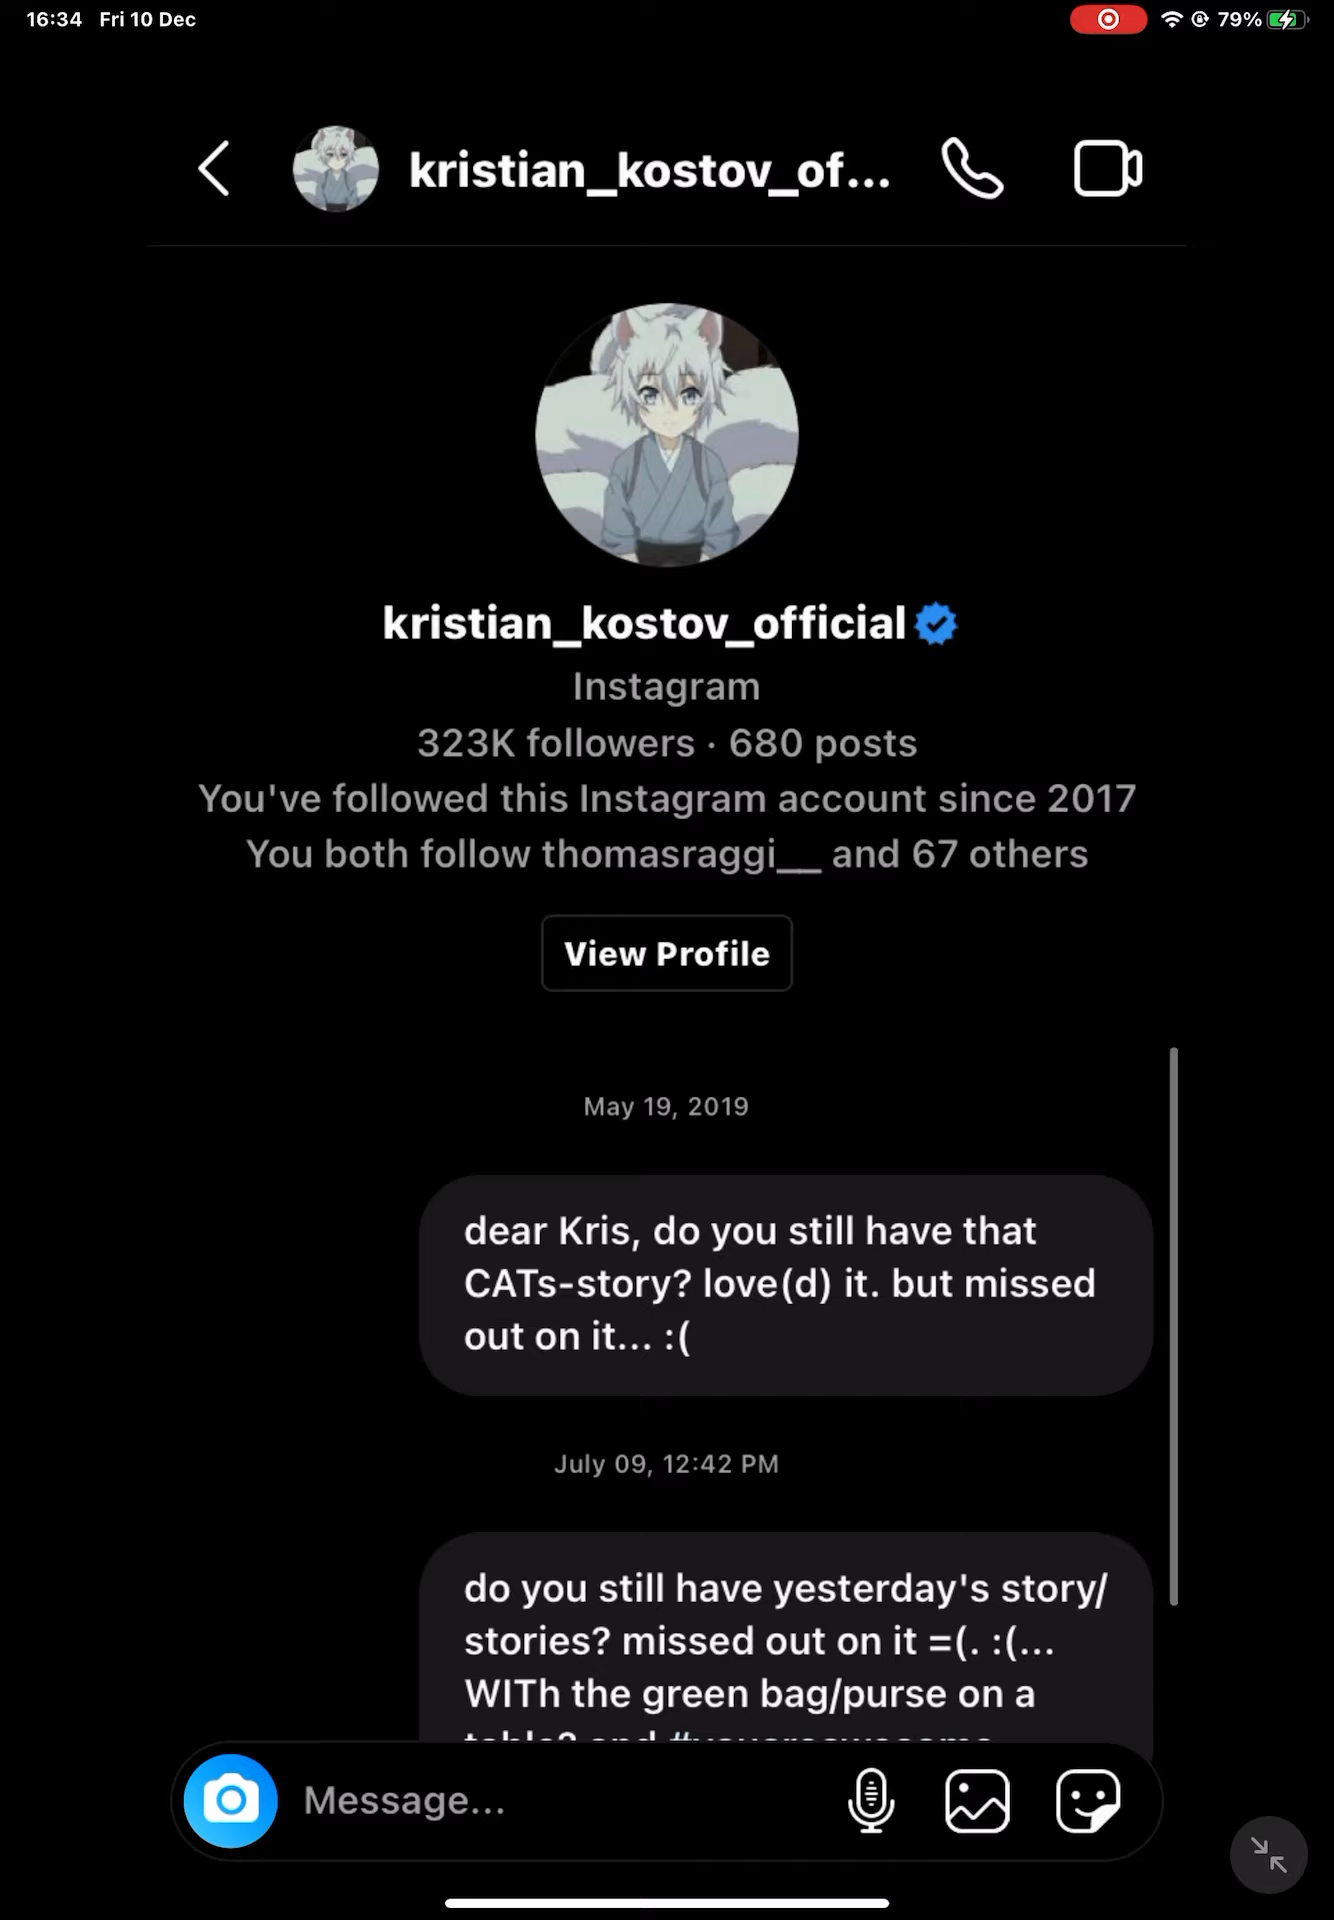 16:34 Fri 10 Dec
79%
kristian_kostov_of...
kristian_kostov_official
Instagram
323K followers · 680 posts
You've followed this Instagram account since 2017
You both follow thomasraggi__ and 67 others
View Profile
May 19, 2019
dear Kris, do you still have that
CATs-story? love(d) it. but missed
out on it... :(
July 09, 12:42 PM
do you still have yesterday's story/
stories? missed out on it =(. :(...
WITh the green bag/purse on a
table? and #youareawesome
Message...